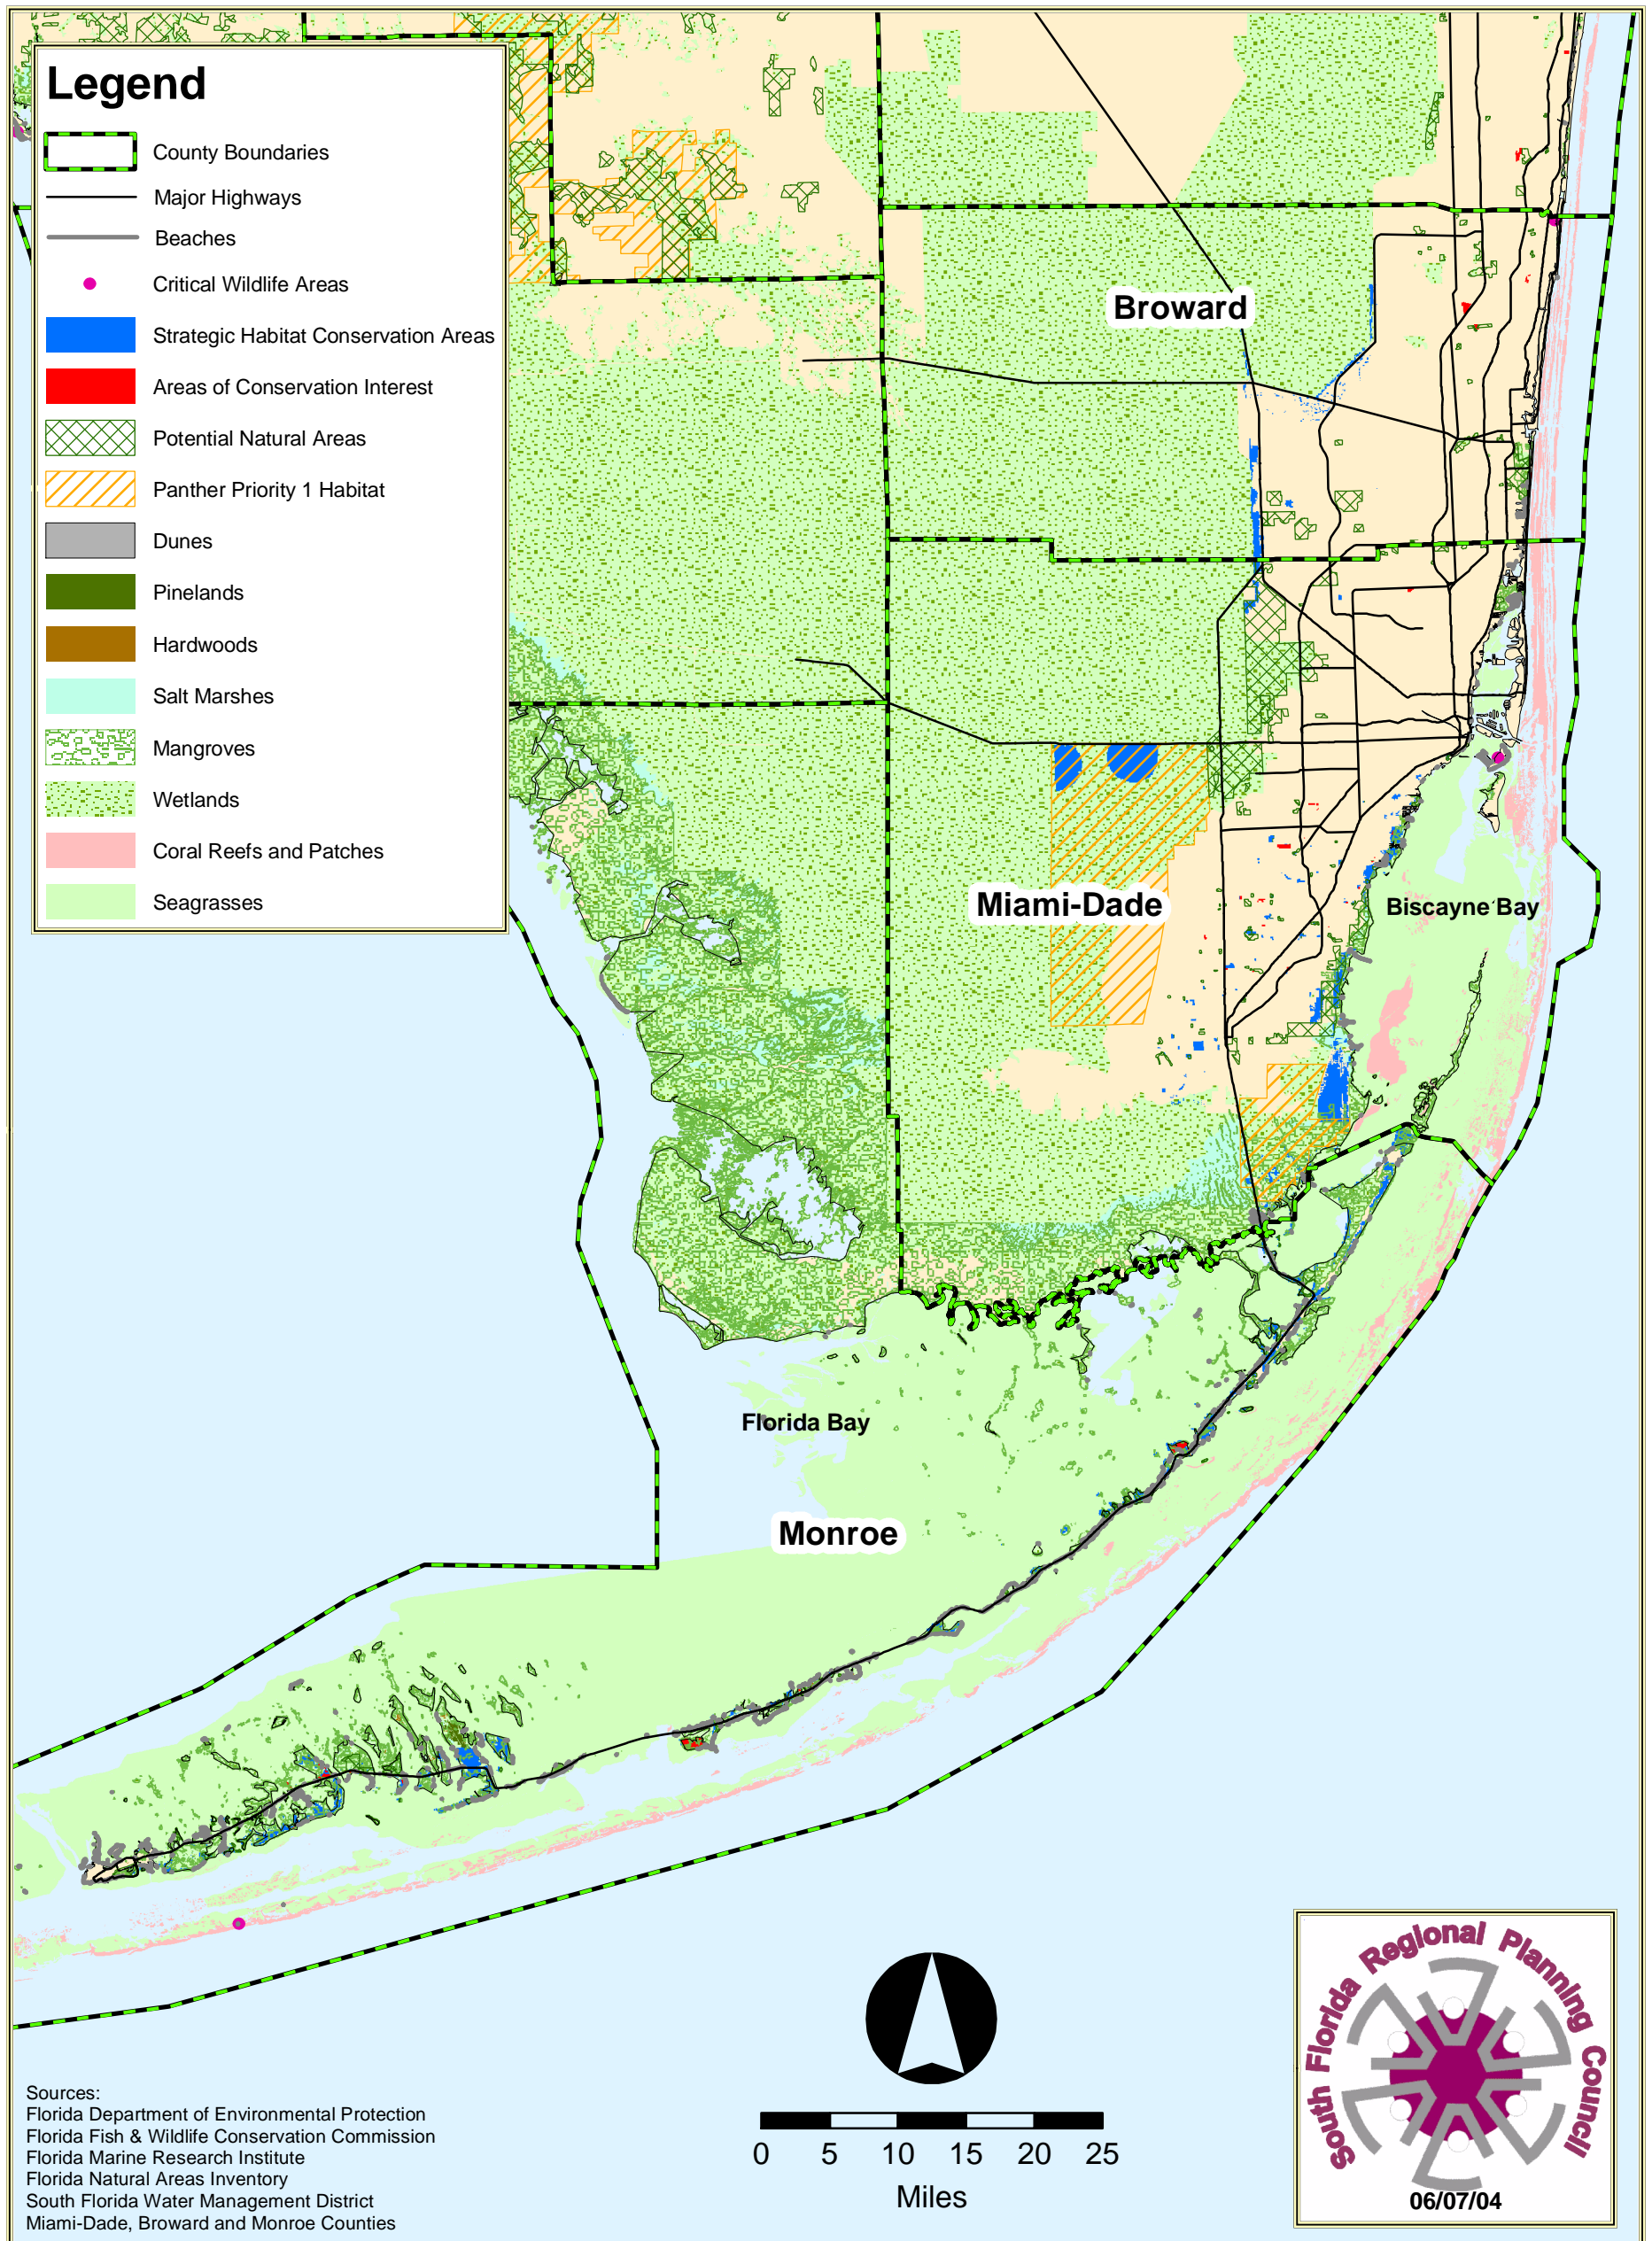 Legend
County Boundaries
Major Highways
Beaches
Critical Wildlife Areas
Strategic Habitat Conservation Areas
Areas of Conservation Interest
Potential Natural Areas
Panther Priority 1 Habitat
Dunes
Pinelands
Hardwoods
Salt Marshes
Mangroves
Wetlands
Coral Reefs and Patches
Seagrasses
Broward
Miami-Dade
Biscayne Bay
Florida Bay
Monroe
Sources:
Florida Department of Environmental Protection
Florida Fish & Wildlife Conservation Commission
Florida Marine Research Institute
Florida Natural Areas Inventory
South Florida Water Management District
Miami-Dade, Broward and Monroe Counties
0 5 10 15 20 25
Miles
South Florida Regional Planning Council
06/07/04